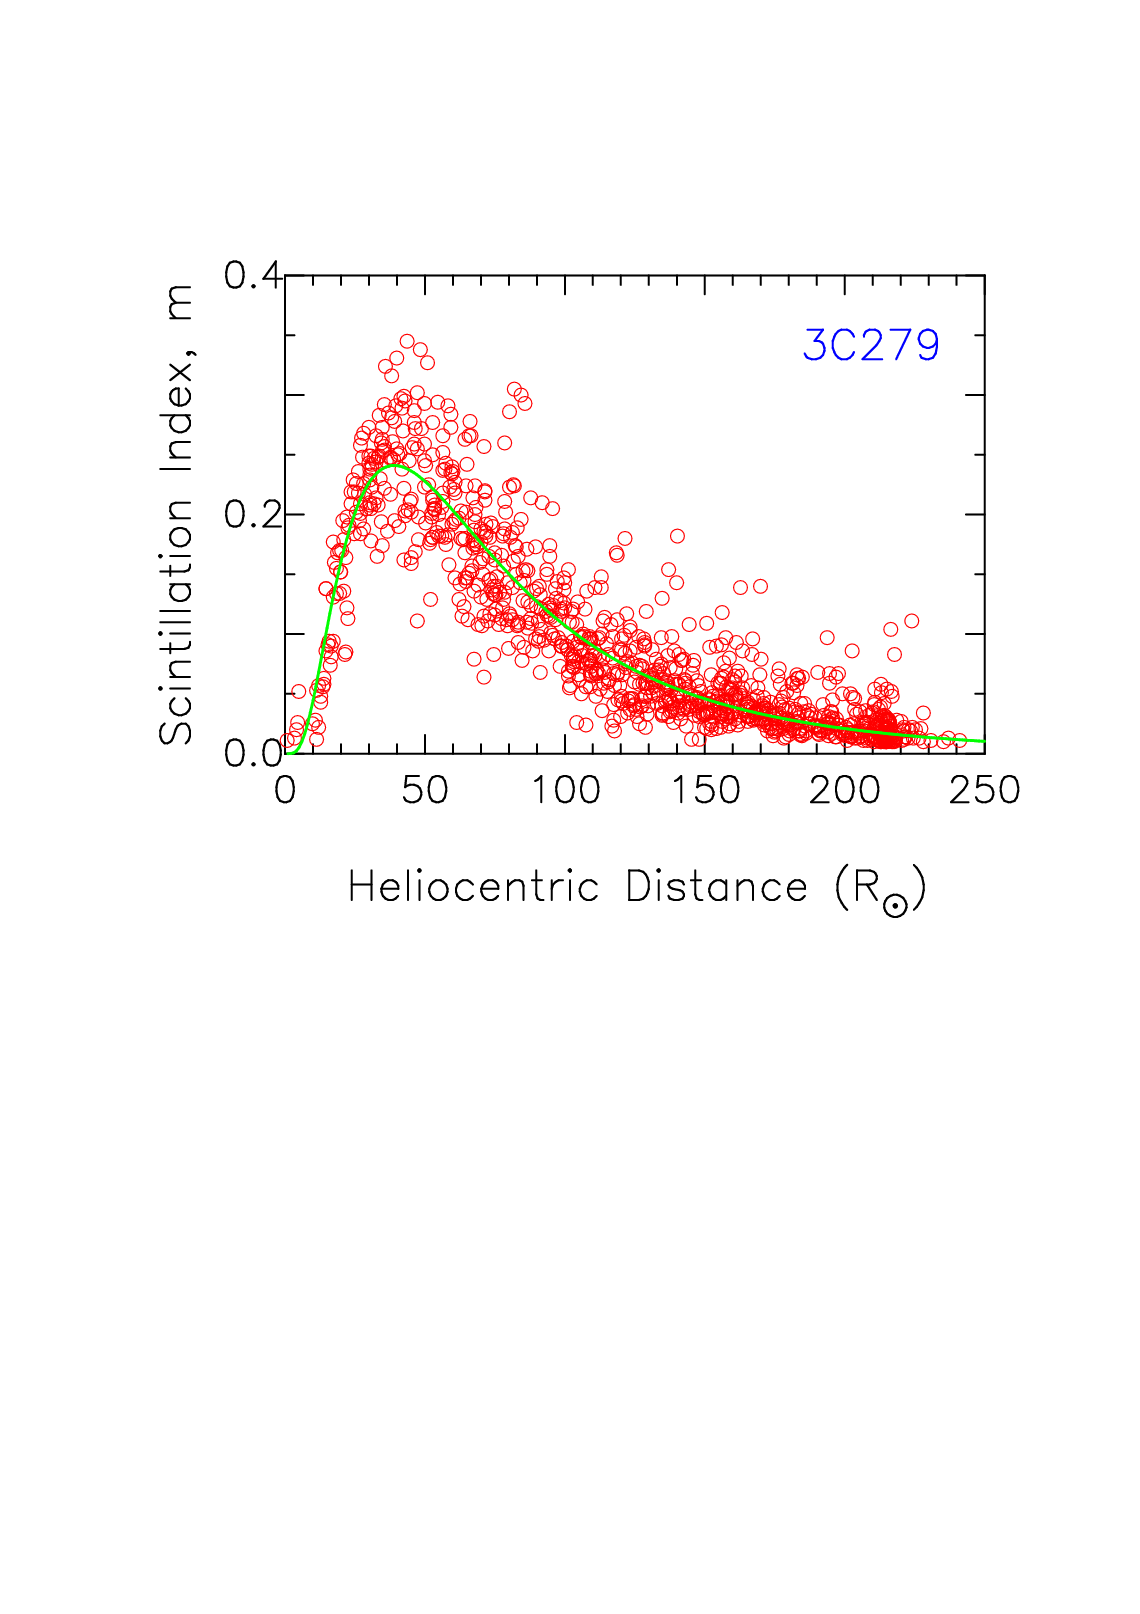 Scintillation Index, m
0.4
0.2
0.0
3C279
0 50 100 150 200 250
Heliocentric Distance (R⊙)